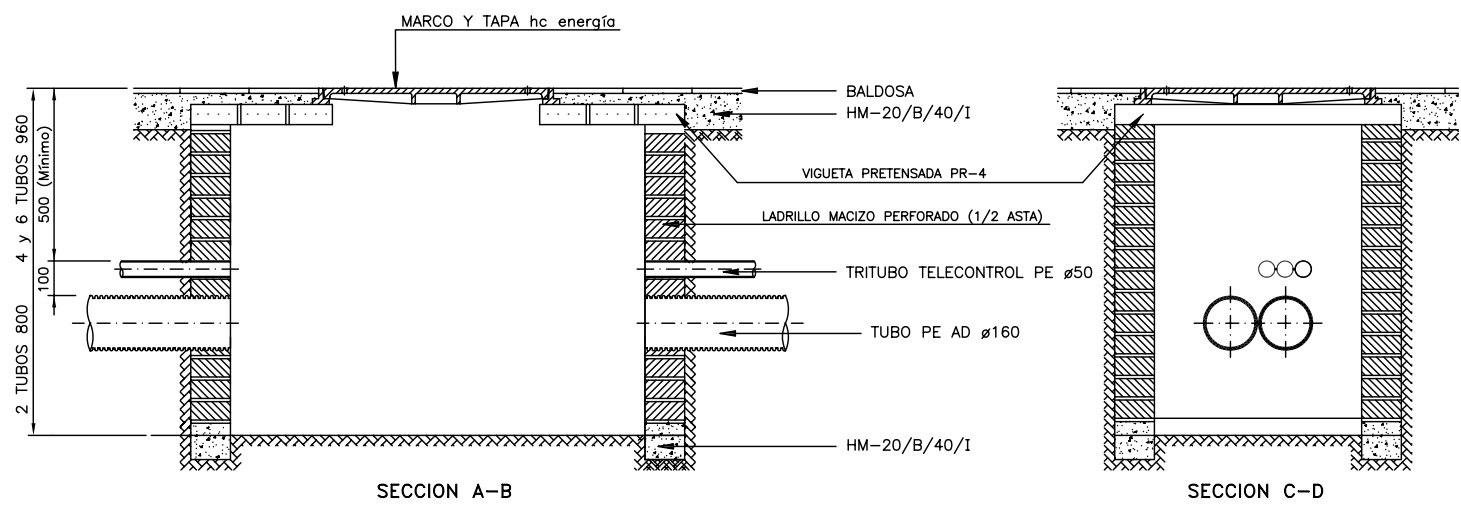 MARCO Y TAPA hc energía
BALDOSA
HM-20/B/40/I
VIGUETA PRETENSADA PR-4
LADRILLO MACIZO PERFORADO (1/2 ASTA)
TRITUBO TELECONTROL PE ø50
TUBO PE AD ø160
HM-20/B/40/I
2 TUBOS 800
4 y 6 TUBOS 960
500 (Mínimo)
100
SECCION A-B
SECCION C-D